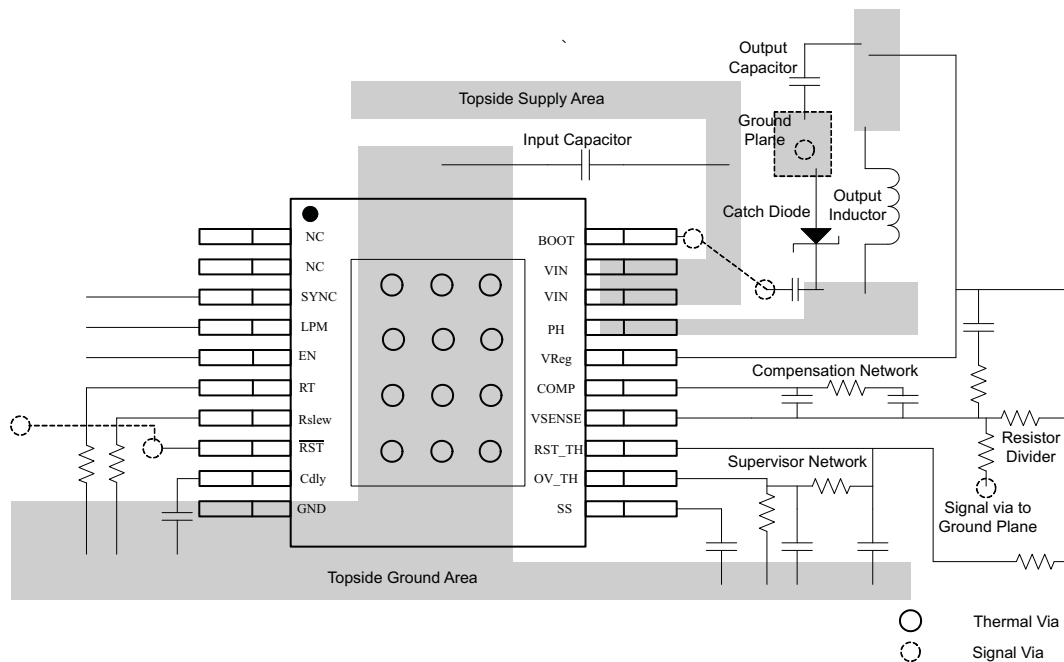 `
Output
Capacitor
Topside Supply Area
Ground
Plane
Input Capacitor
Catch Diode
Output
Inductor
NC
NC
SYNC
LPM
EN
RT
Rslew
RST
Cdly
GND
BOOT
VIN
VIN
PH
VReg
COMP
VSENSE
RST_TH
OV_TH
SS
Compensation Network
Resistor
Divider
Supervisor Network
Signal via to
Ground Plane
Topside Ground Area
Thermal Via
Signal Via